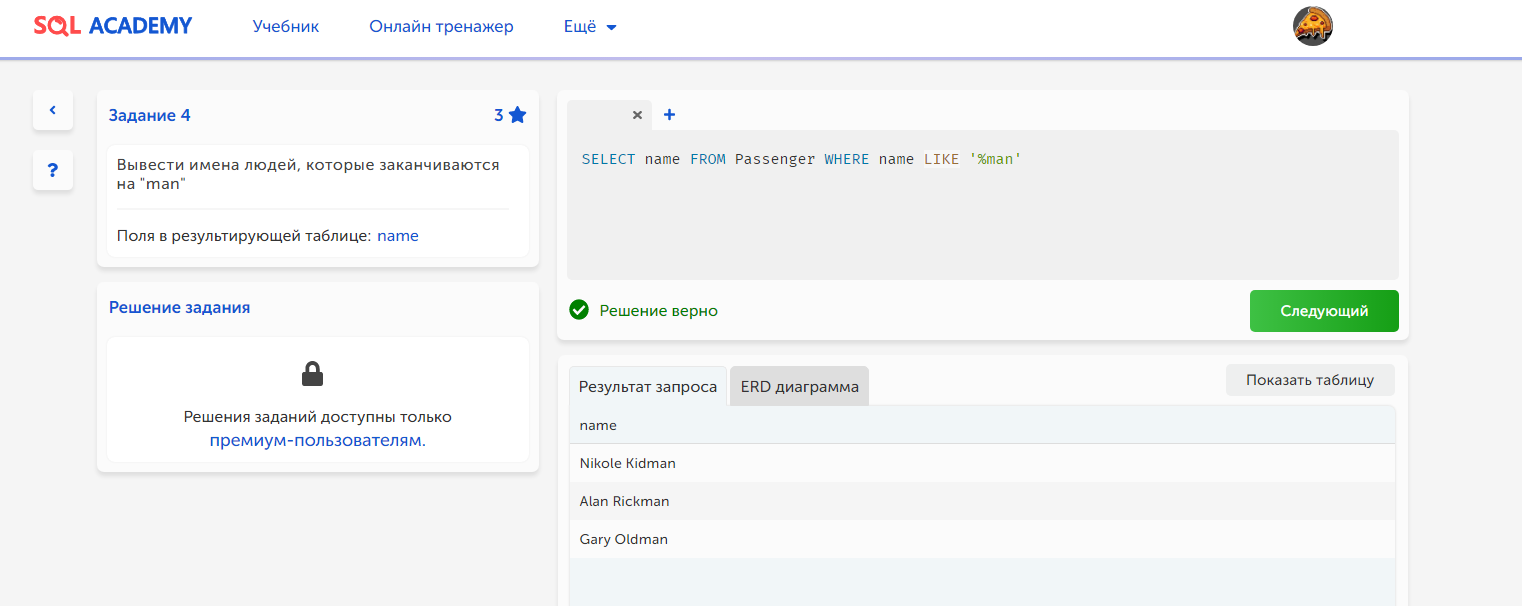 SQL ACADEMY
Учебник
Онлайн тренажер
Ещё
Задание 4
3
Вывести имена людей, которые заканчиваются
на "man"
Поля в результирующей таблице: name
?
Решение задания
Решения заданий доступны только
премиум-пользователям.
SELECT name FROM Passenger WHERE name LIKE '%man'
Решение верно
Следующий
Результат запроса
ERD диаграмма
Показать таблицу
name
Nikole Kidman
Alan Rickman
Gary Oldman